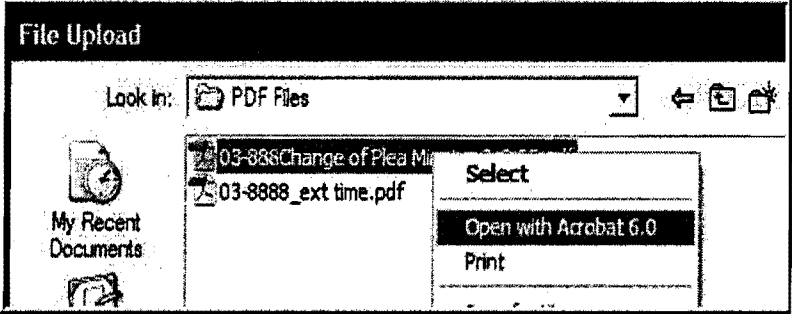 File Upload
Look in: PDF Files
03-888Change of Plea
Select
03-8888_ext time.pdf
My Recent
Documents
Open with Acrobat 6.0
Print